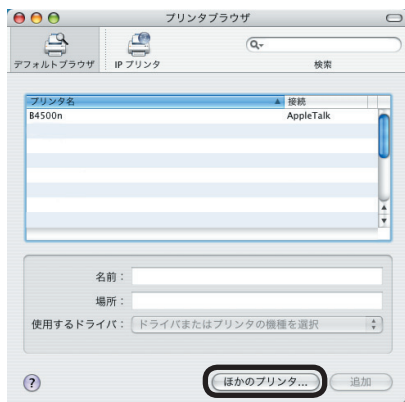 プリンタブラウザ
デフォルトブラウザ
IP プリンタ
検索
プリンタ名 接続
B4500n AppleTalk
名前：
場所：
使用するドライバ： ドライバまたはプリンタの機種を選択
? ほかのプリンタ... 追加